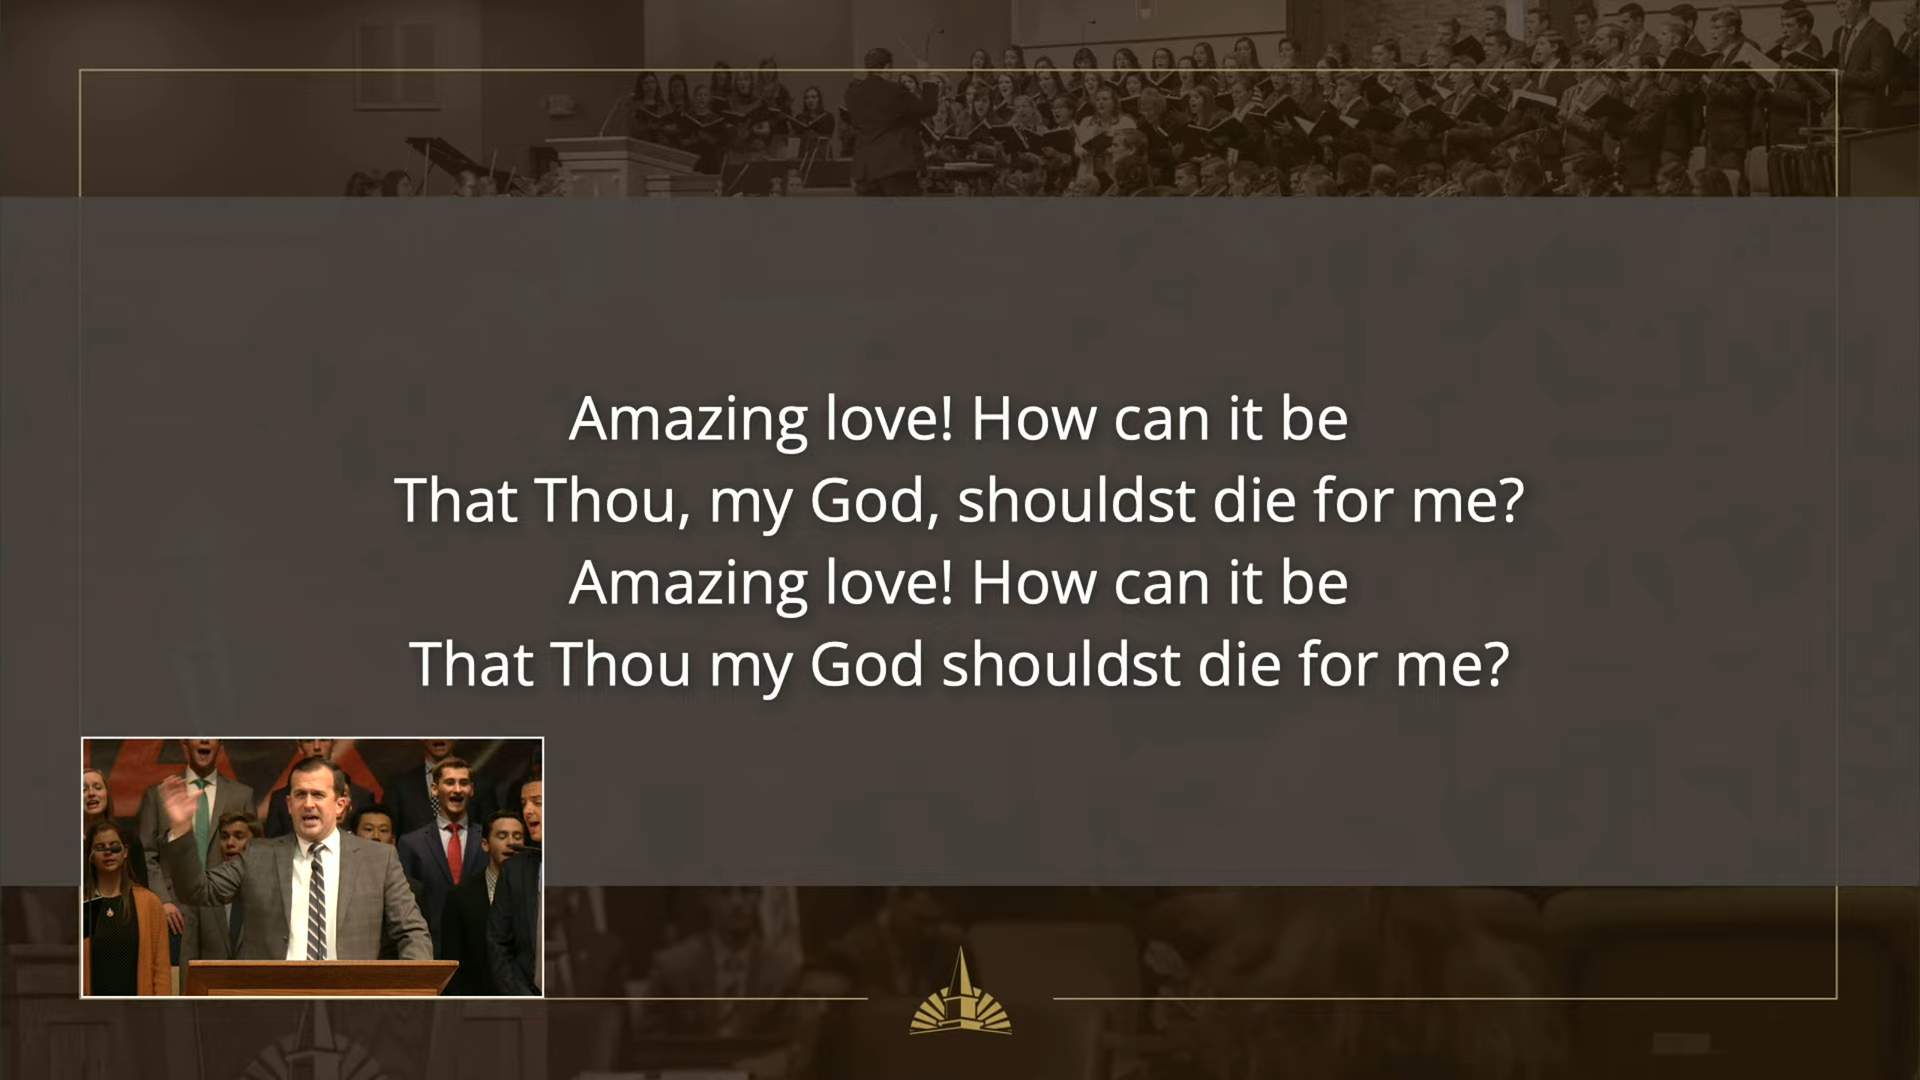 Amazing love! How can it be
That Thou, my God, shouldst die for me?
Amazing love! How can it be
That Thou my God shouldst die for me?